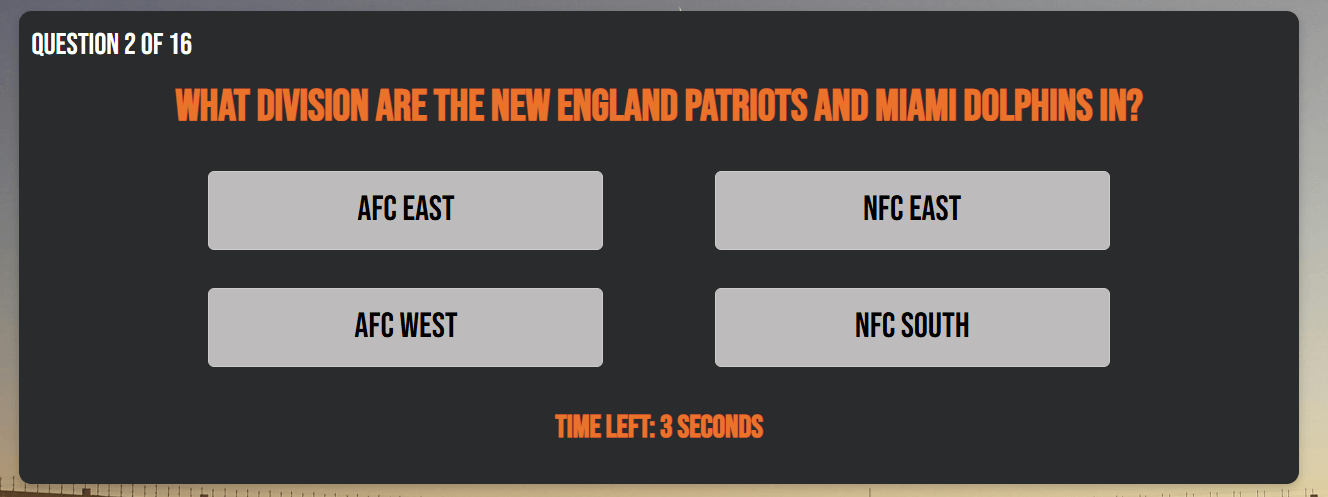 QUESTION 2 OF 16
WHAT DIVISION ARE THE NEW ENGLAND PATRIOTS AND MIAMI DOLPHINS IN?
AFC EAST
NFC EAST
AFC WEST
NFC SOUTH
TIME LEFT: 3 SECONDS